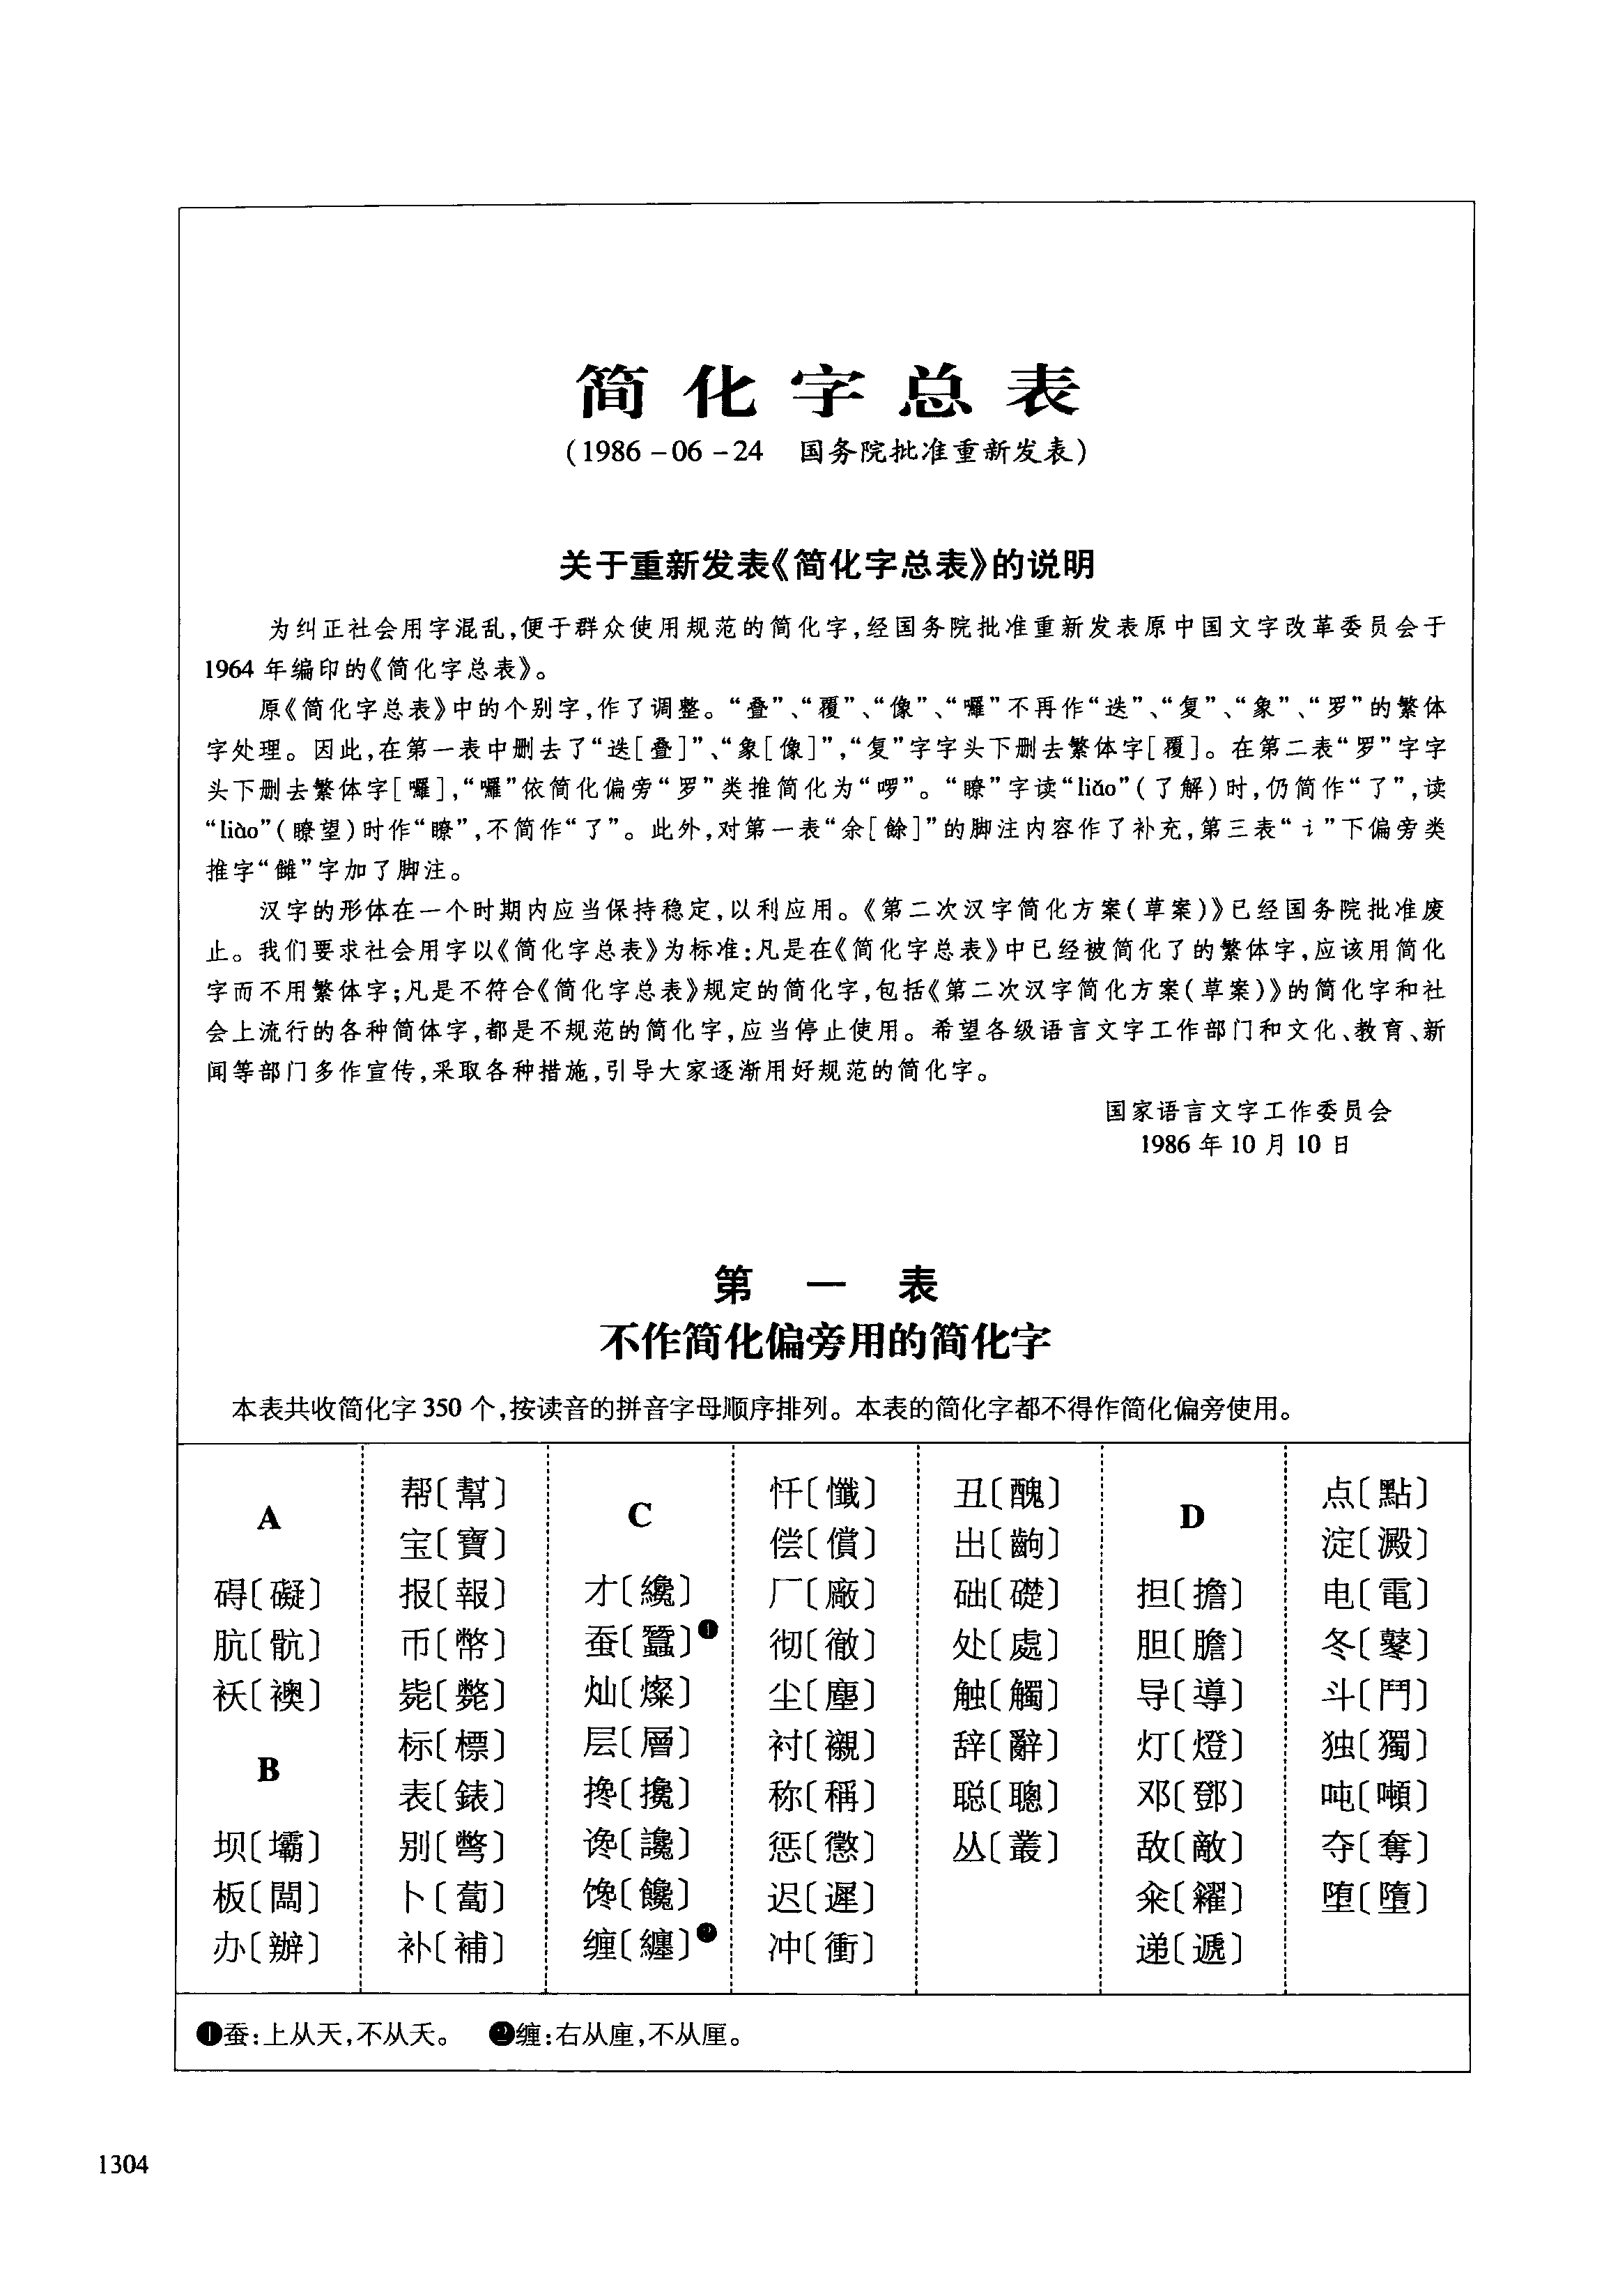 简化字总表
(1986-06-24 国务院批准重新发表)
关于重新发表《简化字总表》的说明
为纠正社会用字混乱,便于群众使用规范的简化字,经国务院批准重新发表原中国文字改革委员会于
1964 年编印的《简化字总表》。
原《简化字总表》中的个别字,作了调整。“叠”、“覆”、“像”、“囉”不再作“迭”、“复”、“象”、“罗”的繁体
字处理。因此,在第一表中删去了“迭[叠]”、“象[像]”,“复”字字头下删去繁体字[覆]。在第二表“罗”字字
头下删去繁体字[囉],“囉”依简化偏旁“罗”类推简化为“啰”。“瞭”字读“liǎo”(了解)时,仍简作“了”,读
“liào”(瞭望)时作“瞭”,不简作“了”。此外,对第一表“余[餘]”的脚注内容作了补充,第三表“讠”下偏旁类
推字“雠”字加了脚注。
汉字的形体在一个时期内应当保持稳定,以利应用。《第二次汉字简化方案(草案)》已经国务院批准废
止。我们要求社会用字以《简化字总表》为标准:凡是在《简化字总表》中已经被简化了的繁体字,应该用简化
字而不用繁体字;凡是不符合《简化字总表》规定的简化字,包括《第二次汉字简化方案(草案)》的简化字和社
会上流行的各种简体字,都是不规范的简化字,应当停止使用。希望各级语言文字工作部门和文化、教育、新
闻等部门多作宣传,采取各种措施,引导大家逐渐用好规范的简化字。
国家语言文字工作委员会
1986 年 10 月 10 日
第一表
不作简化偏旁用的简化字
本表共收简化字 350 个,按读音的拼音字母顺序排列。本表的简化字都不得作简化偏旁使用。
A
碍〔礙〕
肮〔骯〕
袄〔襖〕
B
坝〔壩〕
板〔闆〕
办〔辦〕
帮〔幫〕
宝〔寶〕
报〔報〕
币〔幣〕
毙〔斃〕
标〔標〕
表〔錶〕
别〔彆〕
卜〔蔔〕
补〔補〕
C
才〔纔〕
蚕〔蠶〕❶
灿〔燦〕
层〔層〕
搀〔攙〕
谗〔讒〕
馋〔饞〕
缠〔纏〕❷
忏〔懺〕
偿〔償〕
厂〔廠〕
彻〔徹〕
尘〔塵〕
衬〔襯〕
称〔稱〕
惩〔懲〕
迟〔遲〕
冲〔衝〕
丑〔醜〕
出〔齣〕
础〔礎〕
处〔處〕
触〔觸〕
辞〔辭〕
聪〔聰〕
丛〔叢〕
D
担〔擔〕
胆〔膽〕
导〔導〕
灯〔燈〕
邓〔鄧〕
敌〔敵〕
籴〔糴〕
递〔遞〕
点〔點〕
淀〔澱〕
电〔電〕
冬〔鼕〕
斗〔鬥〕
独〔獨〕
吨〔噸〕
夺〔奪〕
堕〔墮〕
❶蚕:上从天,不从夭。 ❷缠:右从㢆,不从厘。
1304